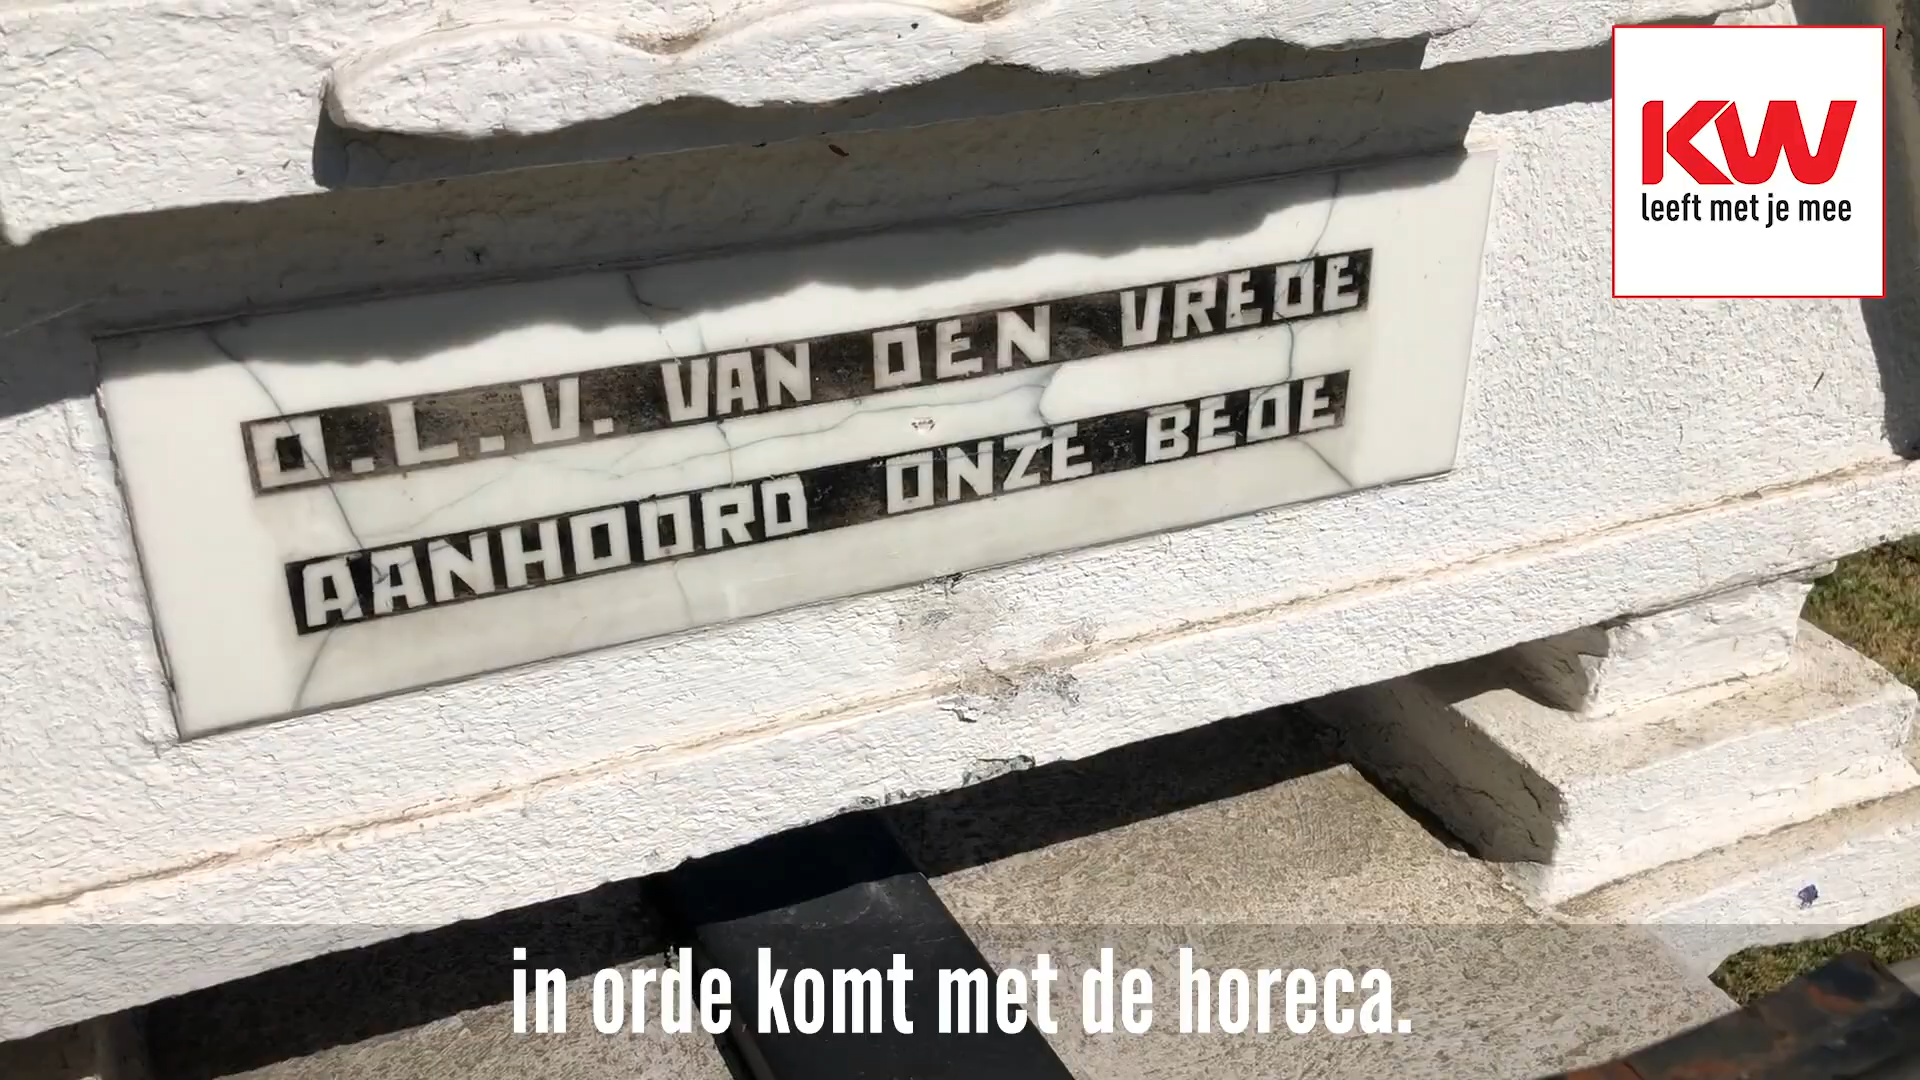 KW
leeft met je mee
O.L.V. VAN DEN VREDE
AANHOORD ONZE BEDE
in orde komt met de horeca.